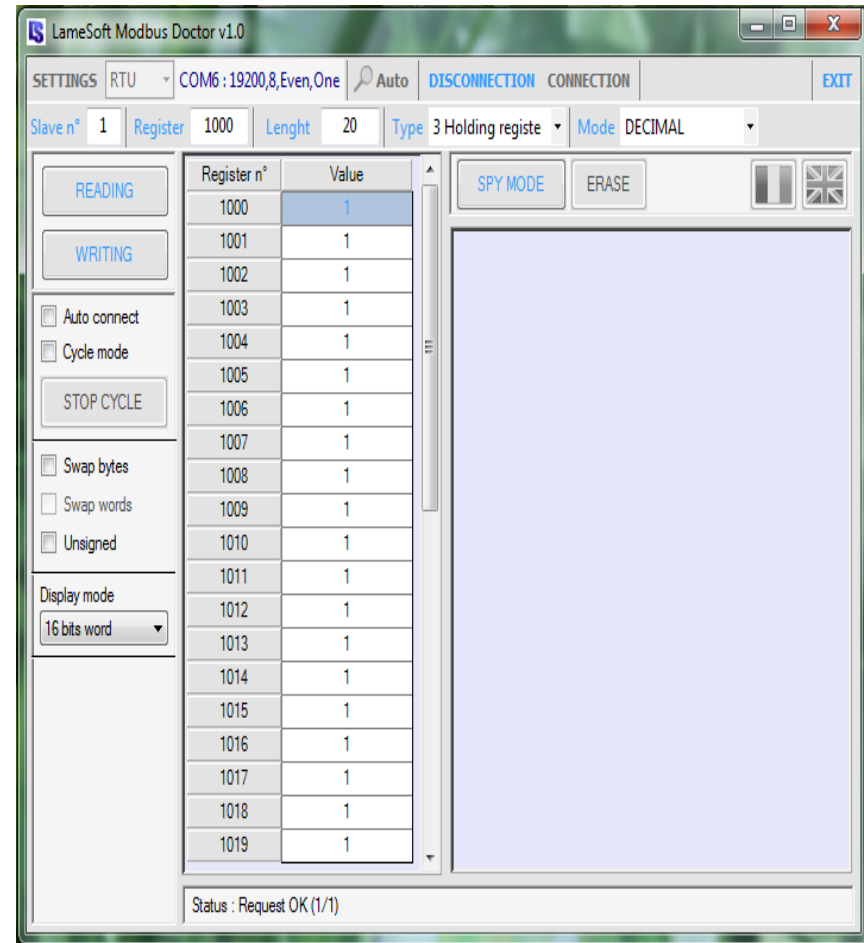 LameSoft Modbus Doctor v1.0
SETTINGS RTU COM6 : 19200,8,Even,One Auto DISCONNECTION CONNECTION EXIT
Slave n° 1 Register 1000 Lenght 20 Type 3 Holding registe Mode DECIMAL
READING
WRITING
Auto connect
Cycle mode
STOP CYCLE
Swap bytes
Swap words
Unsigned
Display mode
16 bits word
Register n° Value
1000 1
1001 1
1002 1
1003 1
1004 1
1005 1
1006 1
1007 1
1008 1
1009 1
1010 1
1011 1
1012 1
1013 1
1014 1
1015 1
1016 1
1017 1
1018 1
1019 1
SPY MODE ERASE
Status : Request OK (1/1)